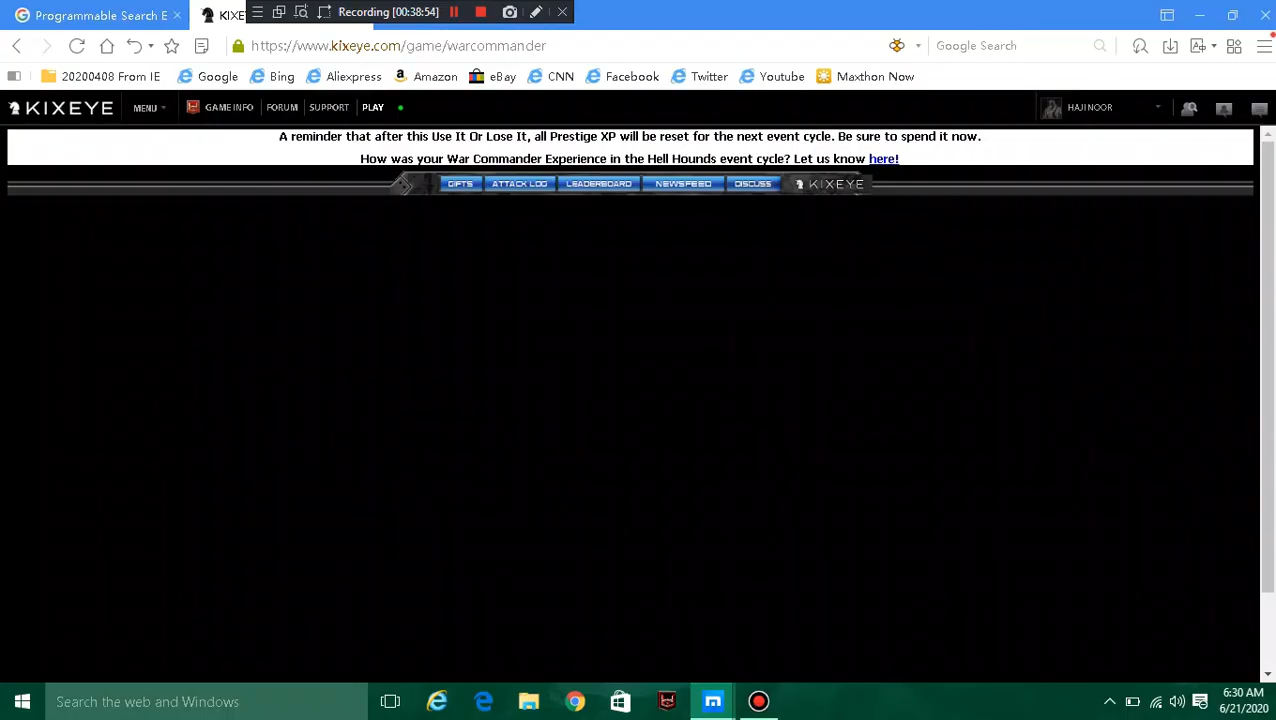 Programmable Search E
KIXE
Recording [00:38:54]
https://www.kixeye.com/game/warcommander
Google Search
20200408 From IE
Google
Bing
Aliexpress
Amazon
eBay
CNN
Facebook
Twitter
Youtube
Maxthon Now
KIXEYE
MENU
GAME INFO
FORUM
SUPPORT
PLAY
HAJINOOR
A reminder that after this Use It Or Lose It, all Prestige XP will be reset for the next event cycle. Be sure to spend it now.
How was your War Commander Experience in the Hell Hounds event cycle? Let us know here!
GIFTS
ATTACK LOG
LEADERBOARD
NEWSFEED
DISCUSS
KIXEYE
Search the web and Windows
6:30 AM
6/21/2020